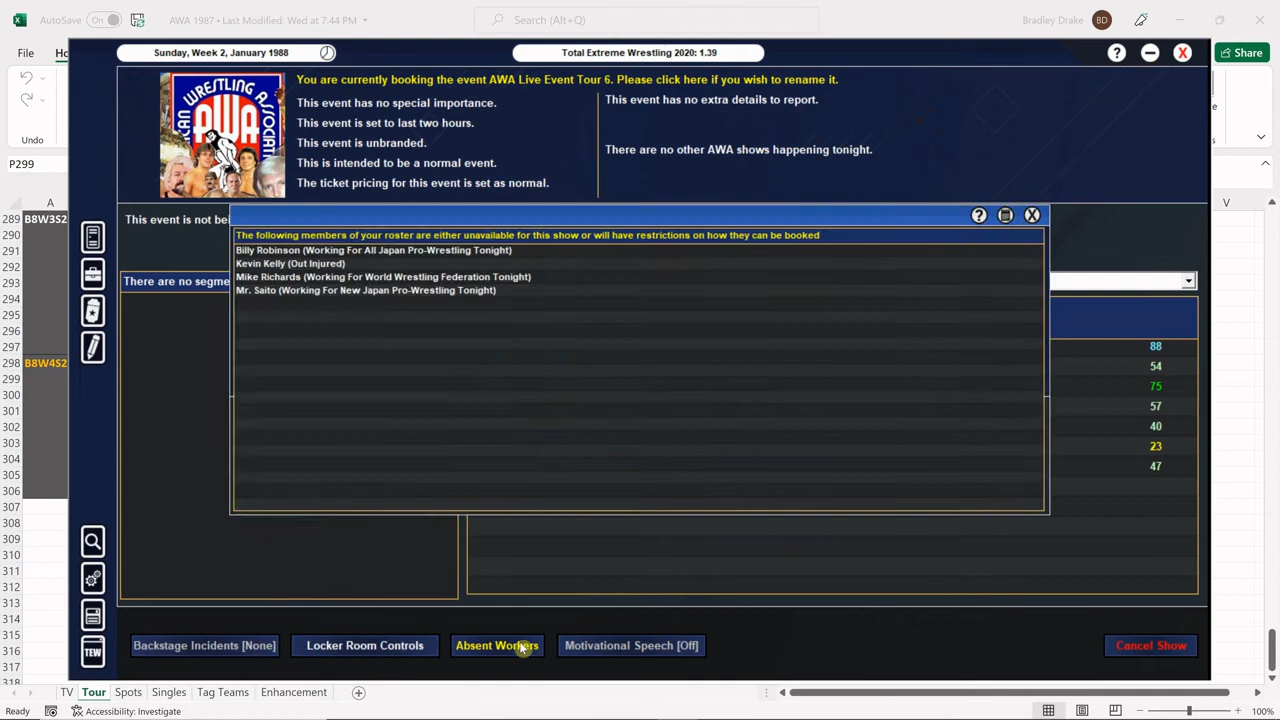 AutoSave
On
AWA 1987 • Last Modified: Wed at 7:44 PM
Search (Alt+Q)
Bradley Drake
BD
File
Ho
Share
Sunday, Week 2, January 1988
Total Extreme Wrestling 2020: 1.39
?
X
You are currently booking the event AWA Live Event Tour 6. Please click here if you wish to rename it.
This event has no special importance.
This event is set to last two hours.
This event is unbranded.
This is intended to be a normal event.
The ticket pricing for this event is set as normal.
This event has no extra details to report.
There are no other AWA shows happening tonight.
WRESTLING
AWA
Undo
P299
A
V
This event is not bei
?
X
The following members of your roster are either unavailable for this show or will have restrictions on how they can be booked
Billy Robinson (Working For All Japan Pro-Wrestling Tonight)
Kevin Kelly (Out Injured)
Mike Richards (Working For World Wrestling Federation Tonight)
Mr. Saito (Working For New Japan Pro-Wrestling Tonight)
There are no segme
88
54
75
57
40
23
47
289 B8W3S2
290
291
292
293
294
295
296
297
298 B8W4S2
299
300
301
302
303
304
305
306
307
308
309
310
311
312
313
314
315
316
317
318
TEW
Backstage Incidents [None]
Locker Room Controls
Absent Workers
Motivational Speech [Off]
Cancel Show
TV
Tour
Spots
Singles
Tag Teams
Enhancement
Ready
Accessibility: Investigate
100%